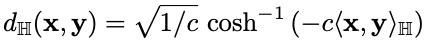 d_ℍ(𝐱, 𝐲) = √1/c cosh⁻¹ (−c⟨𝐱, 𝐲⟩_ℍ)